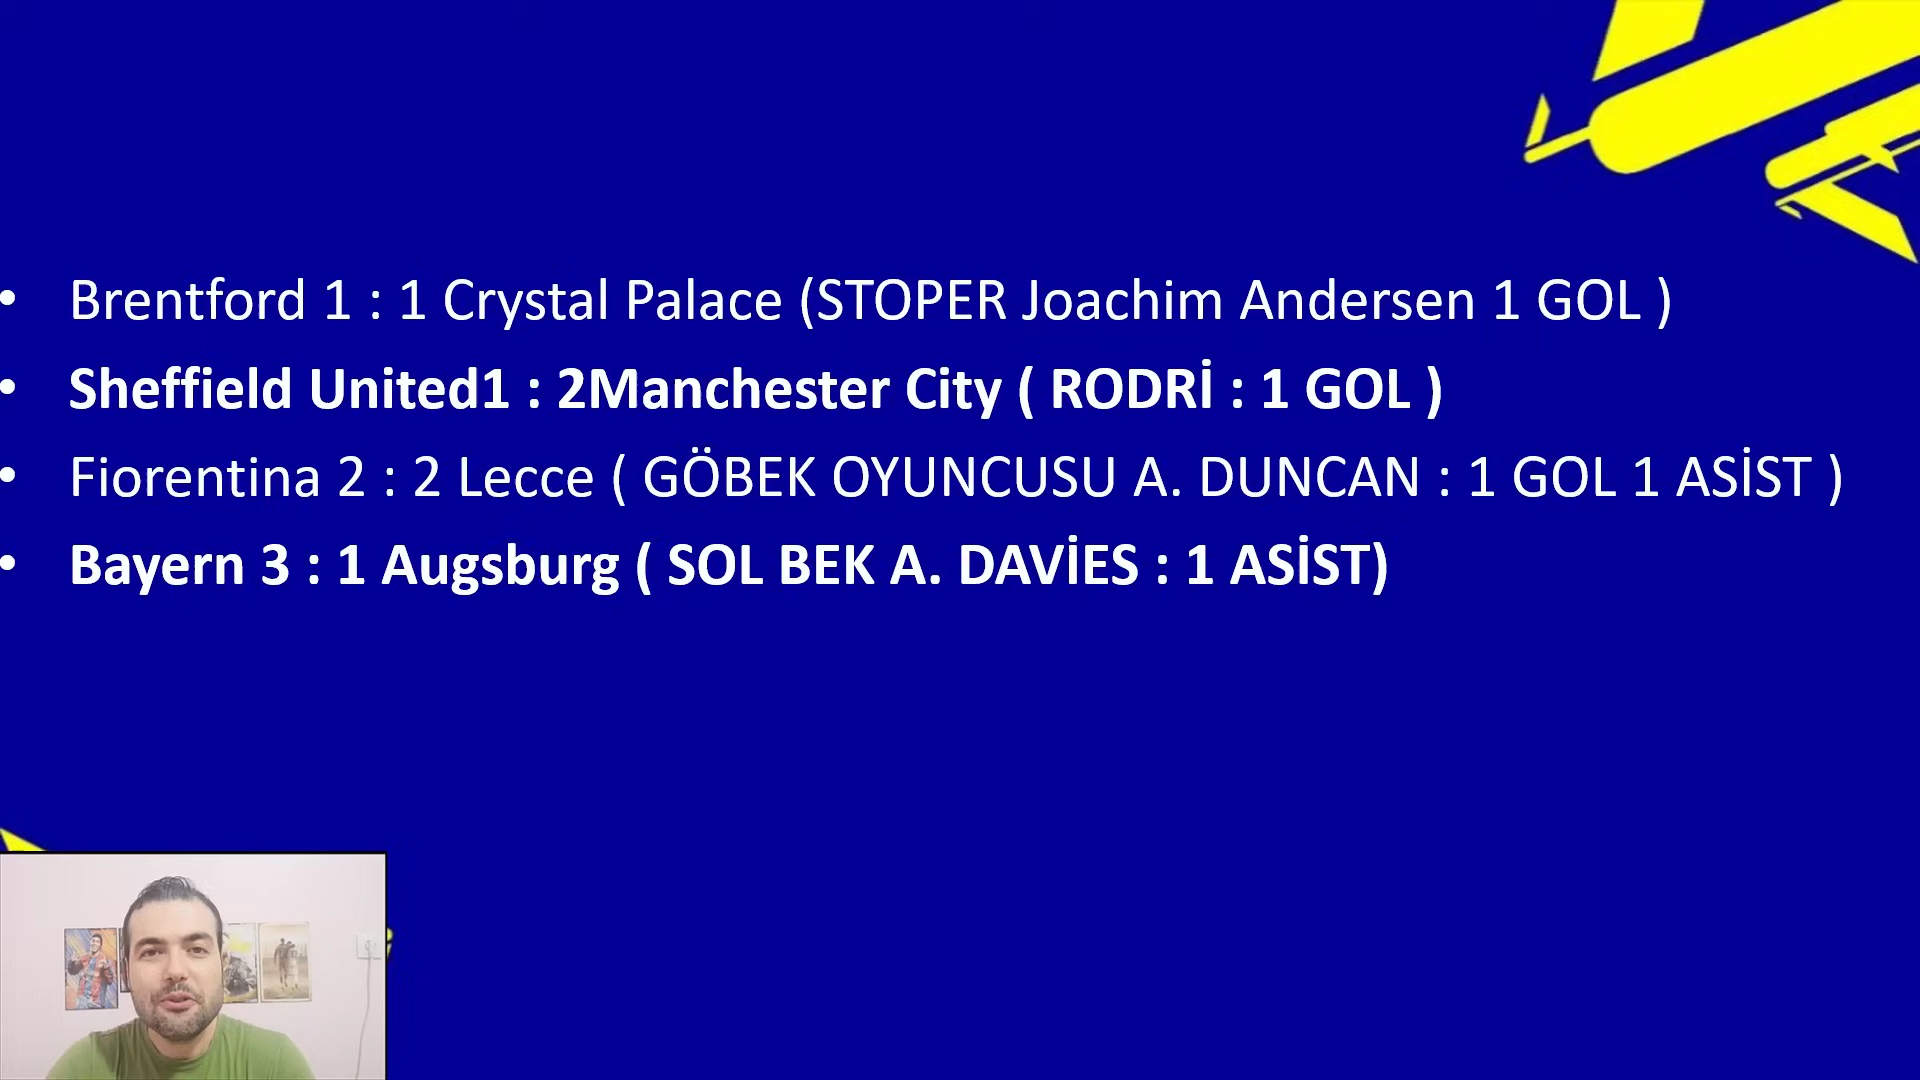 • Brentford 1 : 1 Crystal Palace (STOPER Joachim Andersen 1 GOL )
• Sheffield United1 : 2Manchester City ( RODRİ : 1 GOL )
• Fiorentina 2 : 2 Lecce ( GÖBEK OYUNCUSU A. DUNCAN : 1 GOL 1 ASİST )
• Bayern 3 : 1 Augsburg ( SOL BEK A. DAVİES : 1 ASİST)